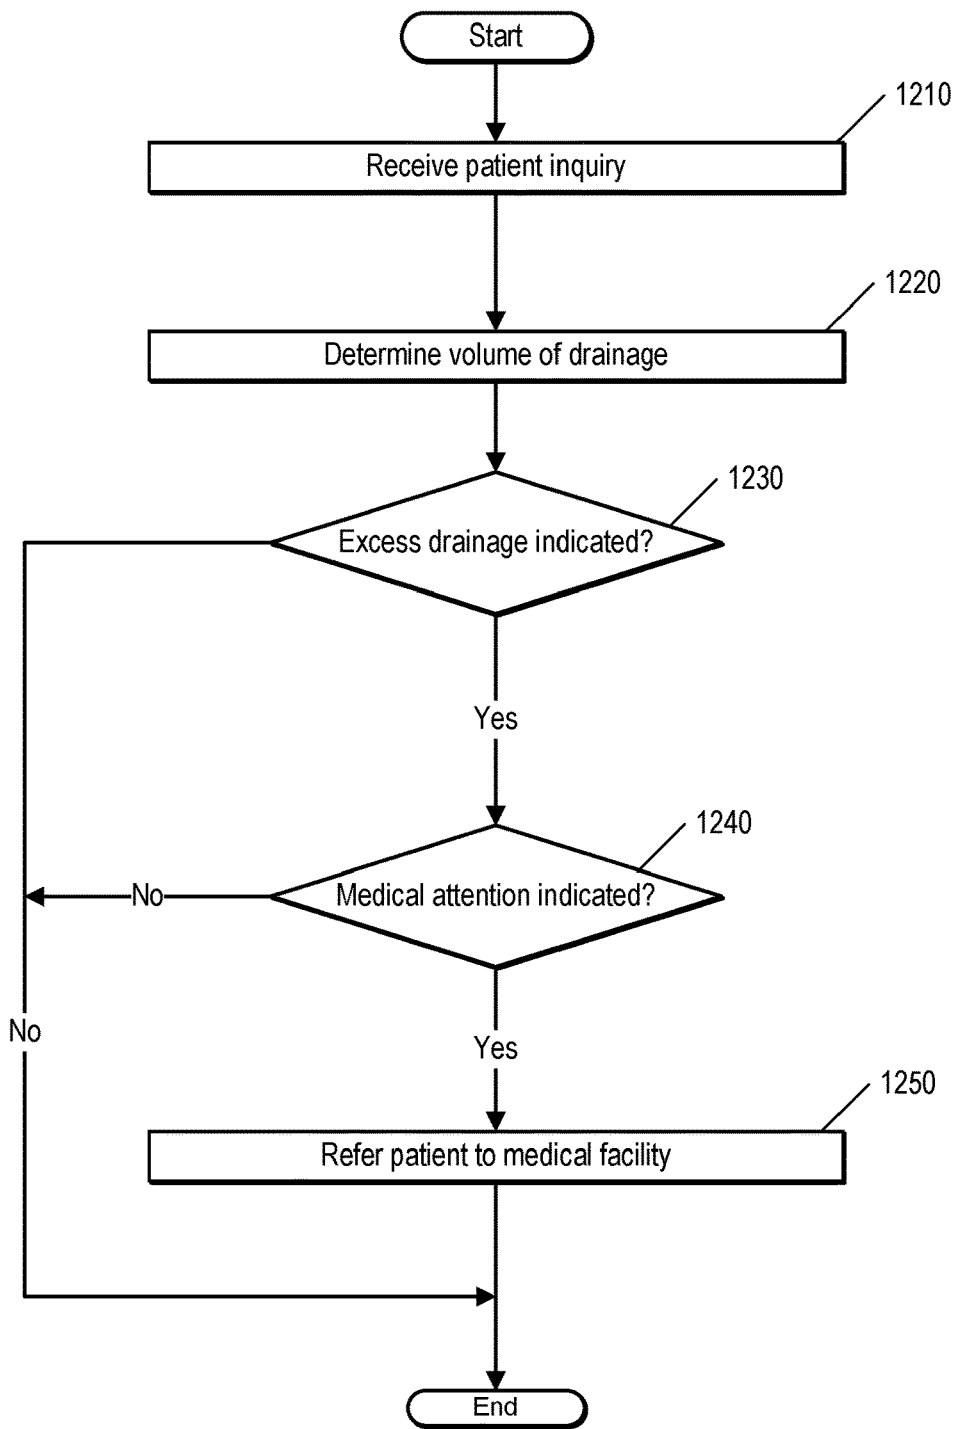 Start
1210
Receive patient inquiry
1220
Determine volume of drainage
1230
Excess drainage indicated?
Yes
1240
Medical attention indicated?
No
No
Yes
1250
Refer patient to medical facility
End